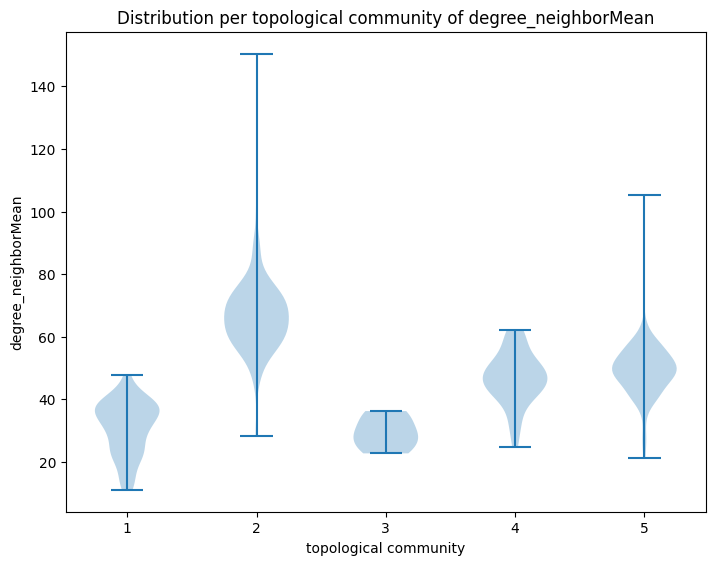 Distribution per topological community of degree_neighborMean
degree_neighborMean
140
120
100
80
60
40
20
1 2 3 4 5
topological community